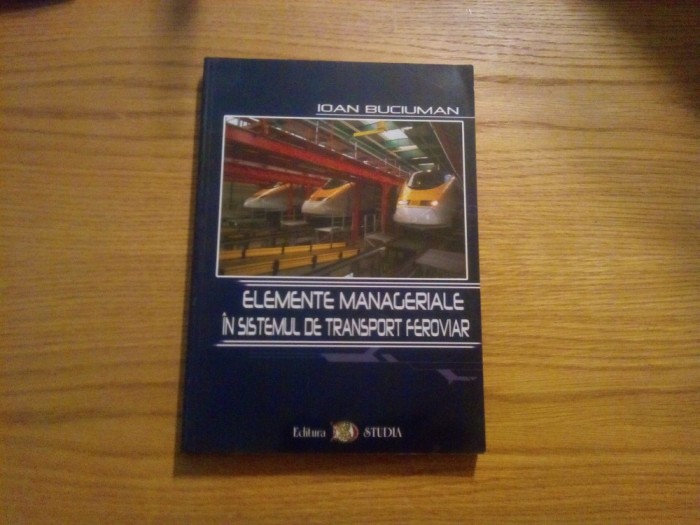 IOAN BUCIUMAN
ELEMENTE MANAGERIALE
ÎN SISTEMUL DE TRANSPORT FEROVIAR
Editura STUDIA